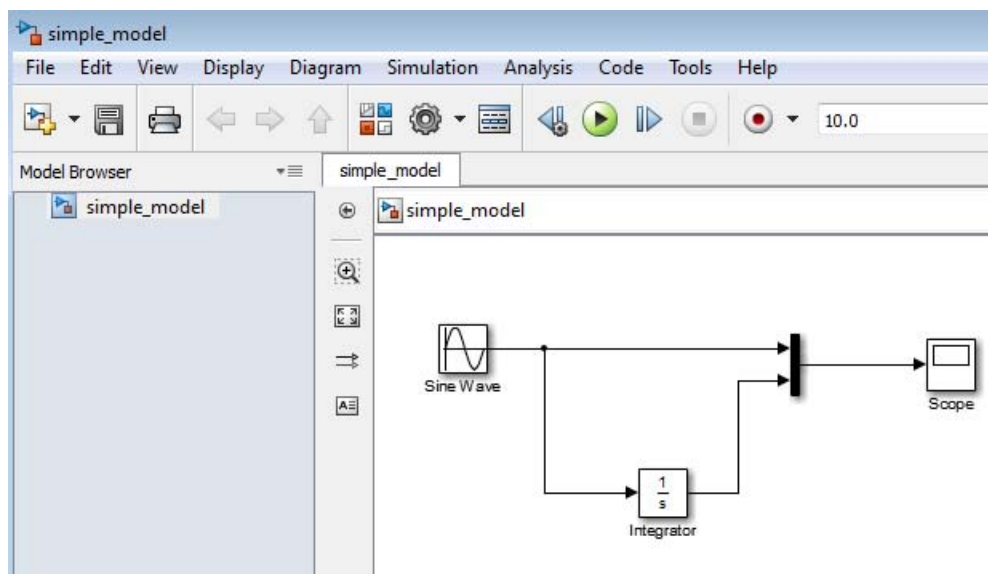 simple_model
File Edit View Display Diagram Simulation Analysis Code Tools Help
10.0
Model Browser simple_model
simple_model simple_model
Sine Wave
Scope
1
s
Integrator